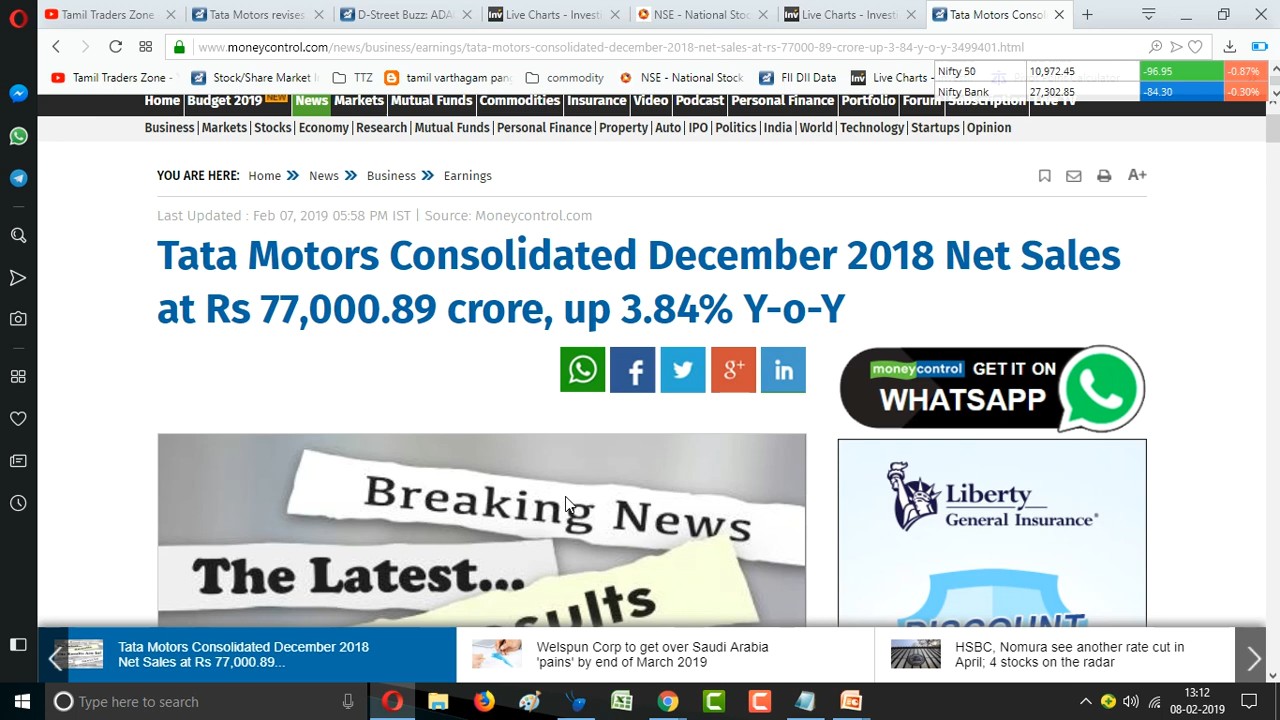 Tamil Traders Zone
Tata Motors revises
D-Street Buzz: ADA
Live Charts - Investi
NSE - National Stoc
Live Charts - Investi
Tata Motors Consol
www.moneycontrol.com/news/business/earnings/tata-motors-consolidated-december-2018-net-sales-at-rs-77000-89-crore-up-3-84-y-o-y-3499401.html
Tamil Traders Zone -
Stock/Share Market I
TTZ
tamil varthagam pan
commodity
NSE - National Stock
FII DII Data
Live Charts -
Nifty 50 10,972.45 -96.95 -0.87%
Nifty Bank 27,302.85 -84.30 -0.30%
Home Budget 2019 NEW News Markets Mutual Funds Commodities Insurance Video Podcast Personal Finance Portfolio Forum Subscription Live TV
Business | Markets | Stocks | Economy | Research | Mutual Funds | Personal Finance | Property | Auto | IPO | Politics | India | World | Technology | Startups | Opinion
YOU ARE HERE: Home » News » Business » Earnings
A+
Last Updated : Feb 07, 2019 05:58 PM IST | Source: Moneycontrol.com
Tata Motors Consolidated December 2018 Net Sales
at Rs 77,000.89 crore, up 3.84% Y-o-Y
moneycontrol GET IT ON
WHATSAPP
Breaking News
The Latest...
sults
Liberty
General Insurance
DISCOUNT
Tata Motors Consolidated December 2018
Net Sales at Rs 77,000.89...
Welspun Corp to get over Saudi Arabia
'pains' by end of March 2019
HSBC, Nomura see another rate cut in
April; 4 stocks on the radar
Type here to search
13:12
08-02-2019